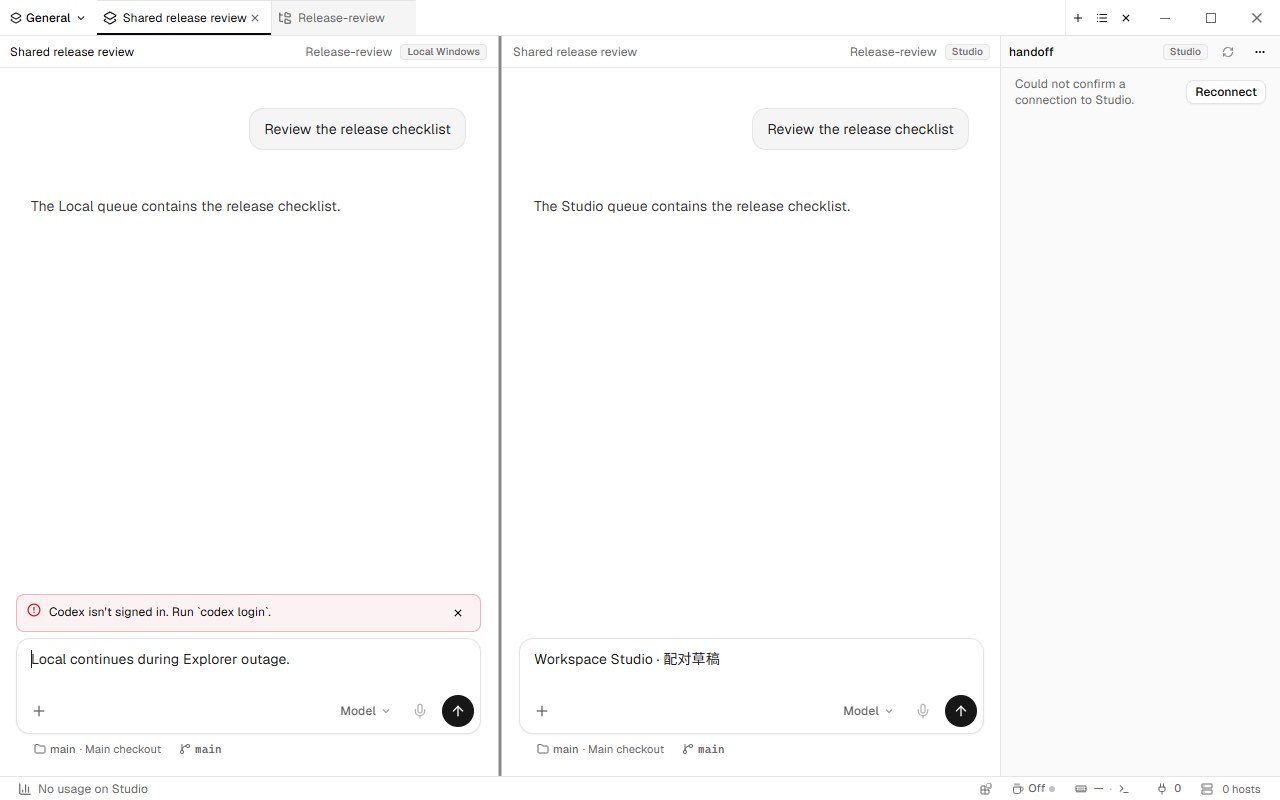 General
Shared release review
Release-review
Shared release review
Release-review
Local Windows
Shared release review
Release-review
Studio
handoff
Studio
Review the release checklist
The Local queue contains the release checklist.
Review the release checklist
The Studio queue contains the release checklist.
Could not confirm a
connection to Studio.
Reconnect
Codex isn't signed in. Run `codex login`.
Local continues during Explorer outage.
Model
main · Main checkout
main
Workspace Studio · 配对草稿
Model
main · Main checkout
main
No usage on Studio
Off
— ·
0
0 hosts